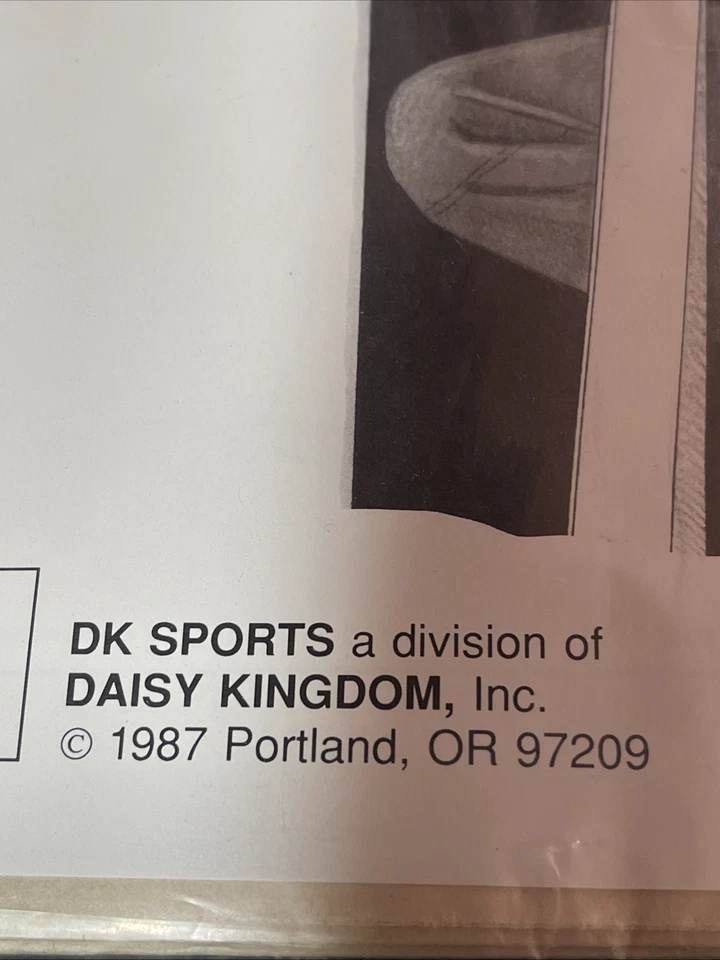 DK SPORTS a division of
DAISY KINGDOM, Inc.
© 1987 Portland, OR 97209